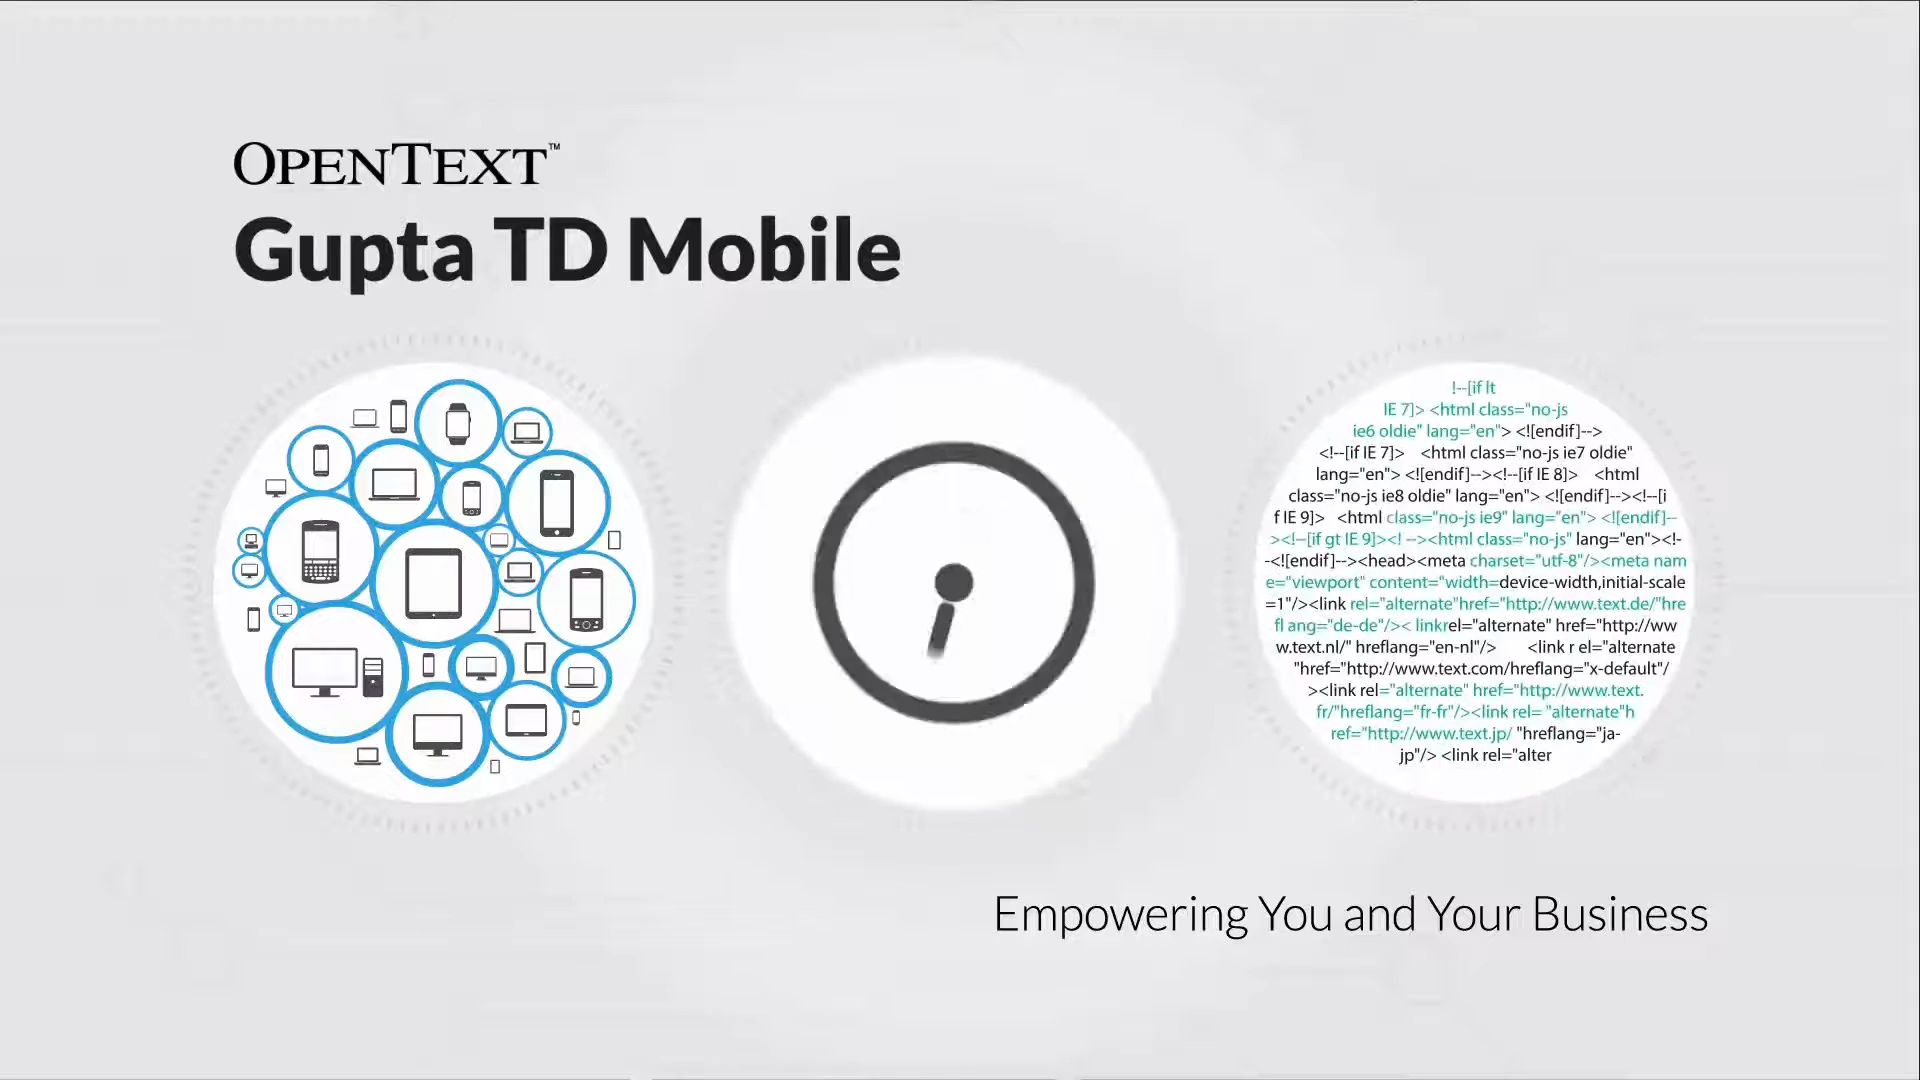 OPENTEXT™
Gupta TD Mobile
!--[if lt
IE 7]> <html class="no-js
ie6 oldie" lang="en"> <![endif]-->
<!--[if IE 7]> <html class="no-js ie7 oldie"
lang="en"> <![endif]--><!--[if IE 8]> <html
class="no-js ie8 oldie" lang="en"> <![endif]--><!--[i
f IE 9]> <html class="no-js ie9" lang="en"> <![endif]--
><!--[if gt IE 9]><! --><html class="no-js" lang="en"><!-
-<![endif]--><head><meta charset="utf-8"/><meta nam
e="viewport" content="width=device-width,initial-scale
=1"/><link rel="alternate"href="http://www.text.de/"hre
fl ang="de-de"/>< linkrel="alternate" href="http://ww
w.text.nl/" hreflang="en-nl"/> <link r el="alternate
"href="http://www.text.com/hreflang="x-default"/
><link rel="alternate" href="http://www.text.
fr/"hreflang="fr-fr"/><link rel= "alternate"h
ref="http://www.text.jp/ "hreflang="ja-
jp"/> <link rel="alter
Empowering You and Your Business